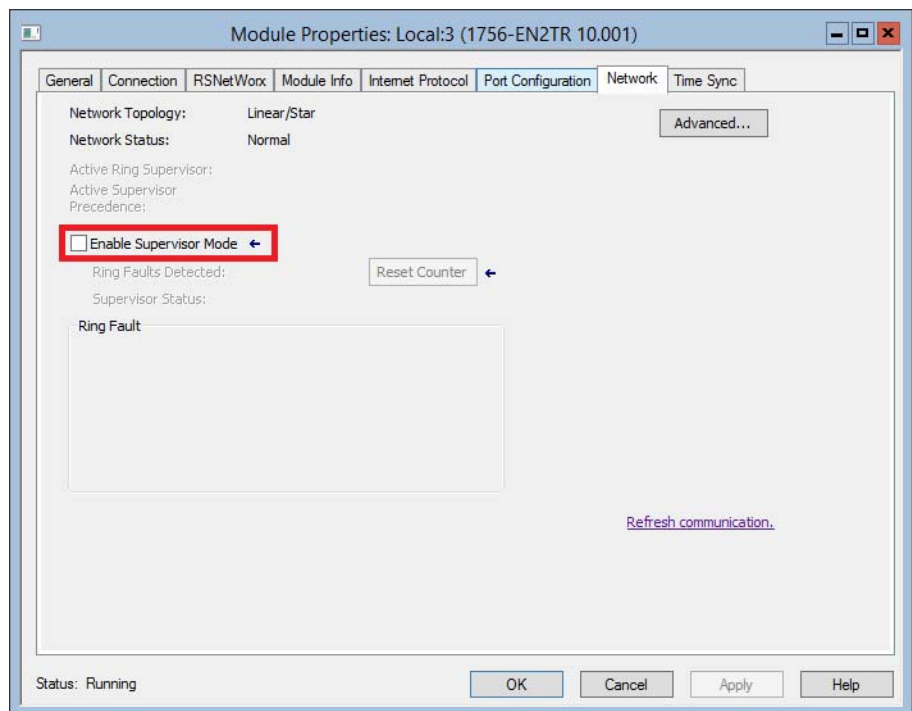 Module Properties: Local:3 (1756-EN2TR 10.001)
General Connection RSNetWorx Module Info Internet Protocol Port Configuration Network Time Sync
Network Topology: Linear/Star
Advanced...
Network Status: Normal
Active Ring Supervisor:
Active Supervisor
Precedence:
Enable Supervisor Mode
Ring Faults Detected: Reset Counter
Supervisor Status:
Ring Fault
Refresh communication.
Status: Running OK Cancel Apply Help